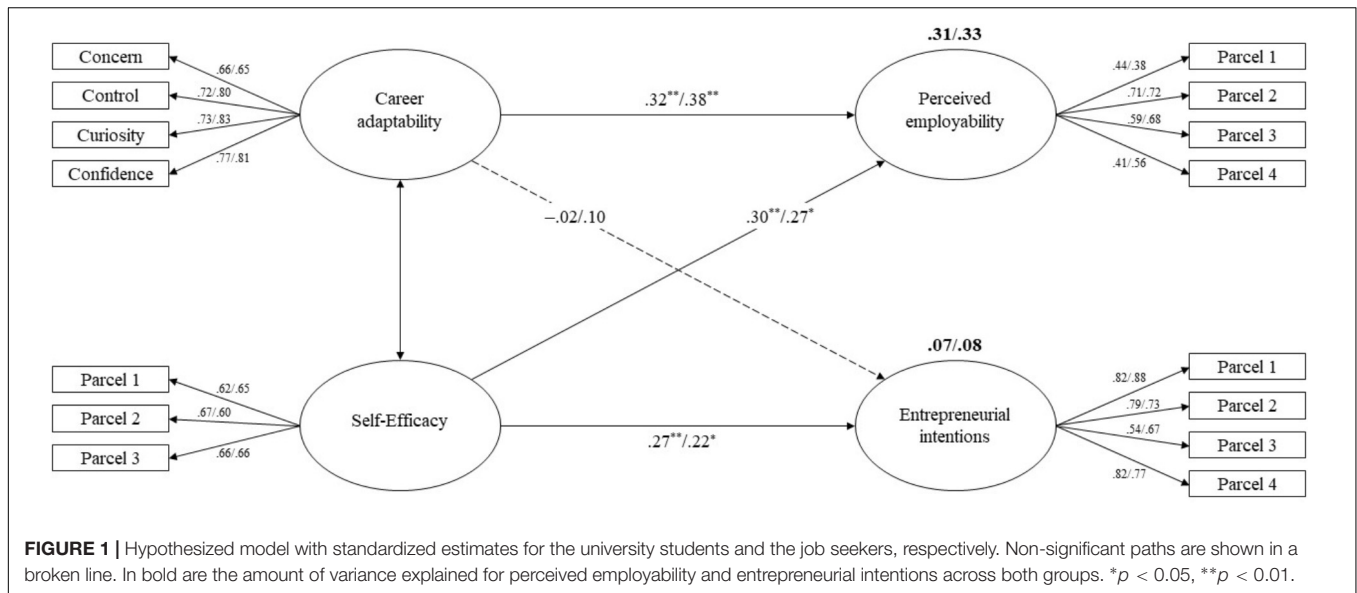 .31/.33
Concern
Control
Curiosity
Confidence
.66/.65
.72/.80
.73/.83
.77/.81
Career
adaptability
.32**/.38**
Perceived
employability
.44/.38
.71/.72
.59/.68
.41/.56
Parcel 1
Parcel 2
Parcel 3
Parcel 4
−.02/.10
.30**/.27*
.07/.08
Parcel 1
Parcel 2
Parcel 3
.62/.65
.67/.60
.66/.66
Self-Efficacy
.27**/.22*
Entrepreneurial
intentions
.82/.88
.79/.73
.54/.67
.82/.77
Parcel 1
Parcel 2
Parcel 3
Parcel 4
FIGURE 1 | Hypothesized model with standardized estimates for the university students and the job seekers, respectively. Non-significant paths are shown in a
broken line. In bold are the amount of variance explained for perceived employability and entrepreneurial intentions across both groups. *p < 0.05, **p < 0.01.